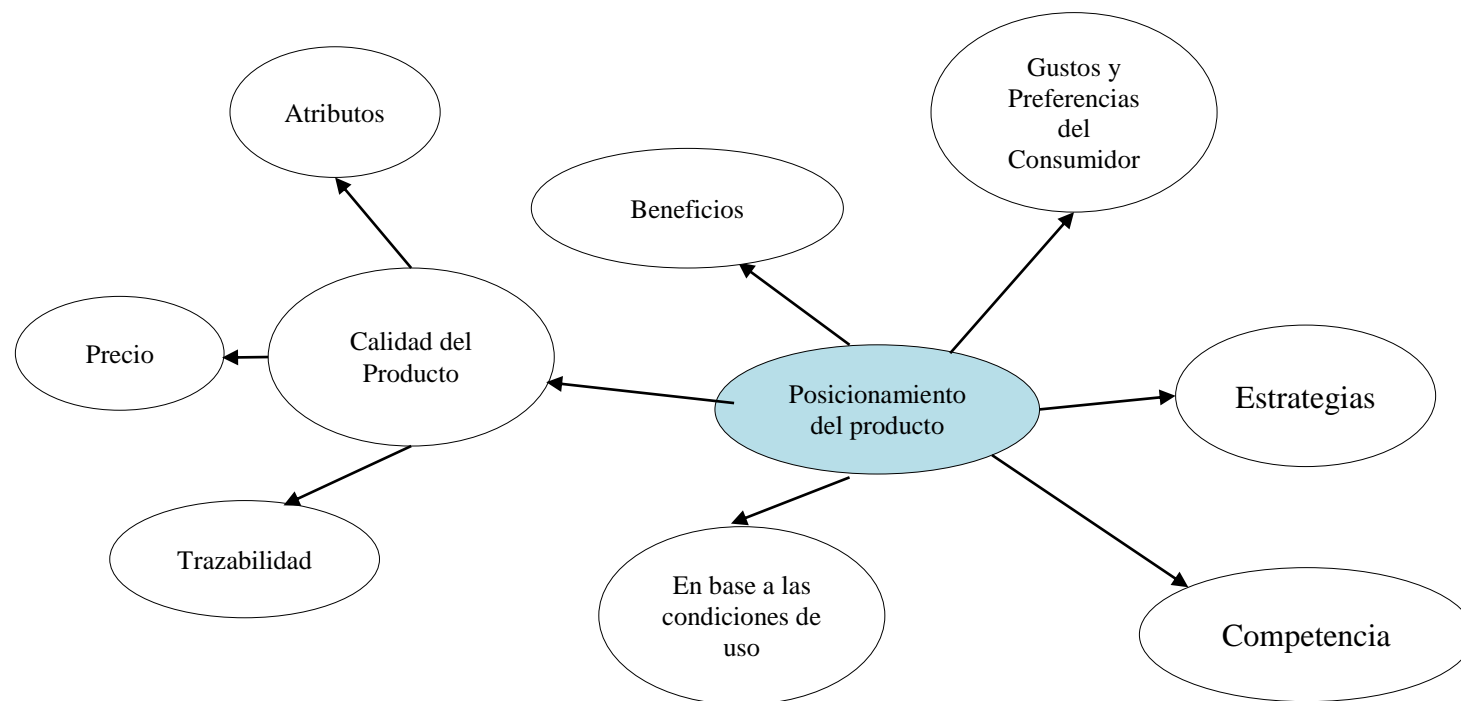 Atributos
Gustos y
Preferencias
del
Consumidor
Beneficios
Precio
Calidad del
Producto
Posicionamiento
del producto
Estrategias
Trazabilidad
En base a las
condiciones de
uso
Competencia